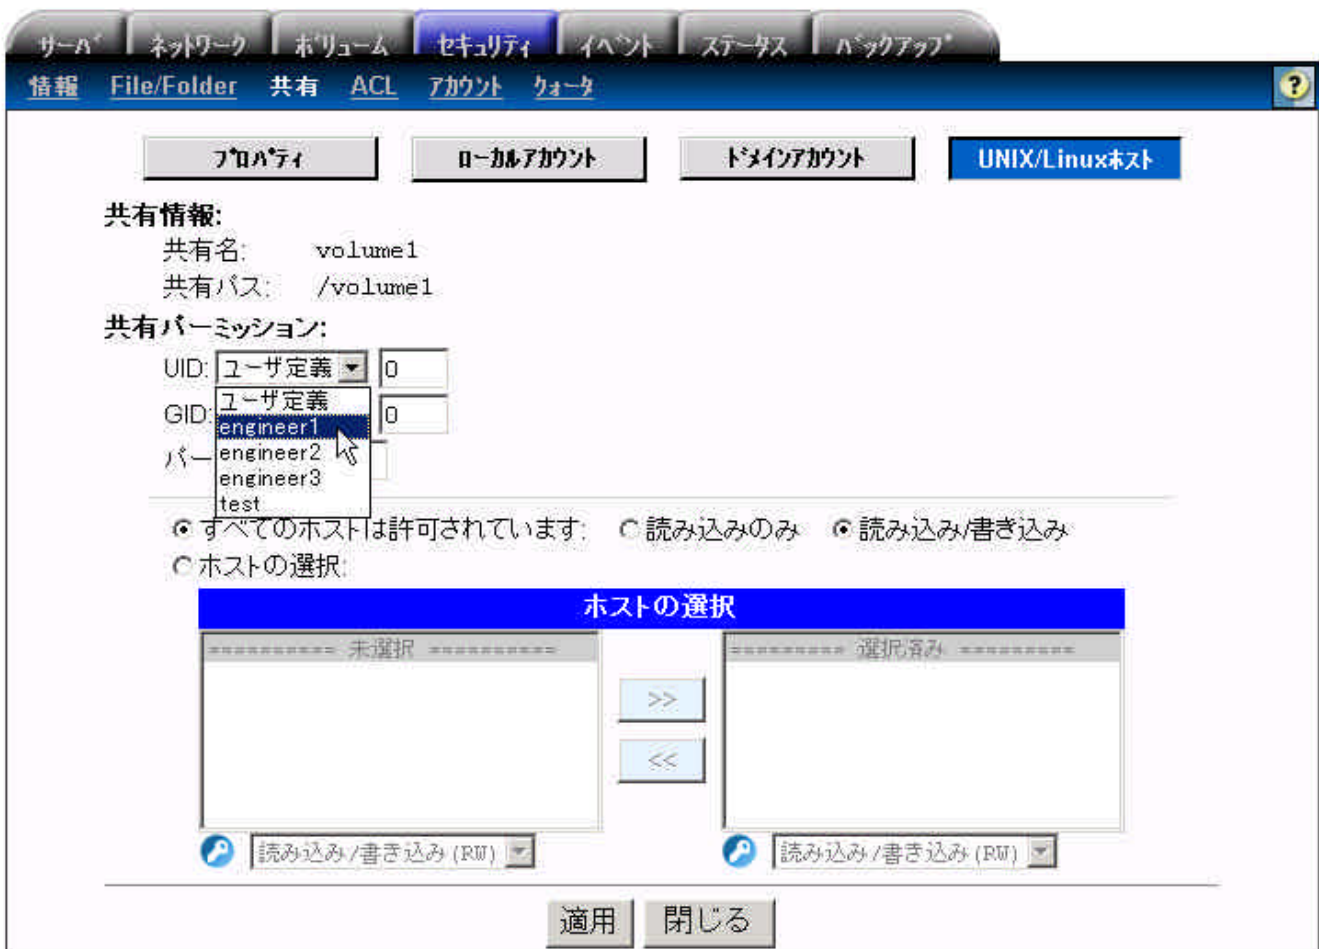 サーバ ネットワーク ボリューム セキュリティ イベント ステータス バックアップ
情報 File/Folder 共有 ACL アカウント クォータ ?
プロパティ ローカルアカウント ドメインアカウント UNIX/Linuxホスト
共有情報:
共有名: volume1
共有パス: /volume1
共有パーミッション:
UID: ユーザ定義 0
ユーザ定義
GID: engineer1 0
パー engineer2
engineer3
test
すべてのホストは許可されています: 読み込みのみ 読み込み/書き込み
ホストの選択:
ホストの選択
========== 未選択 ========== ========= 選択済み =========
>>
<<
読み込み/書き込み(RW) 読み込み/書き込み(RW)
適用 閉じる